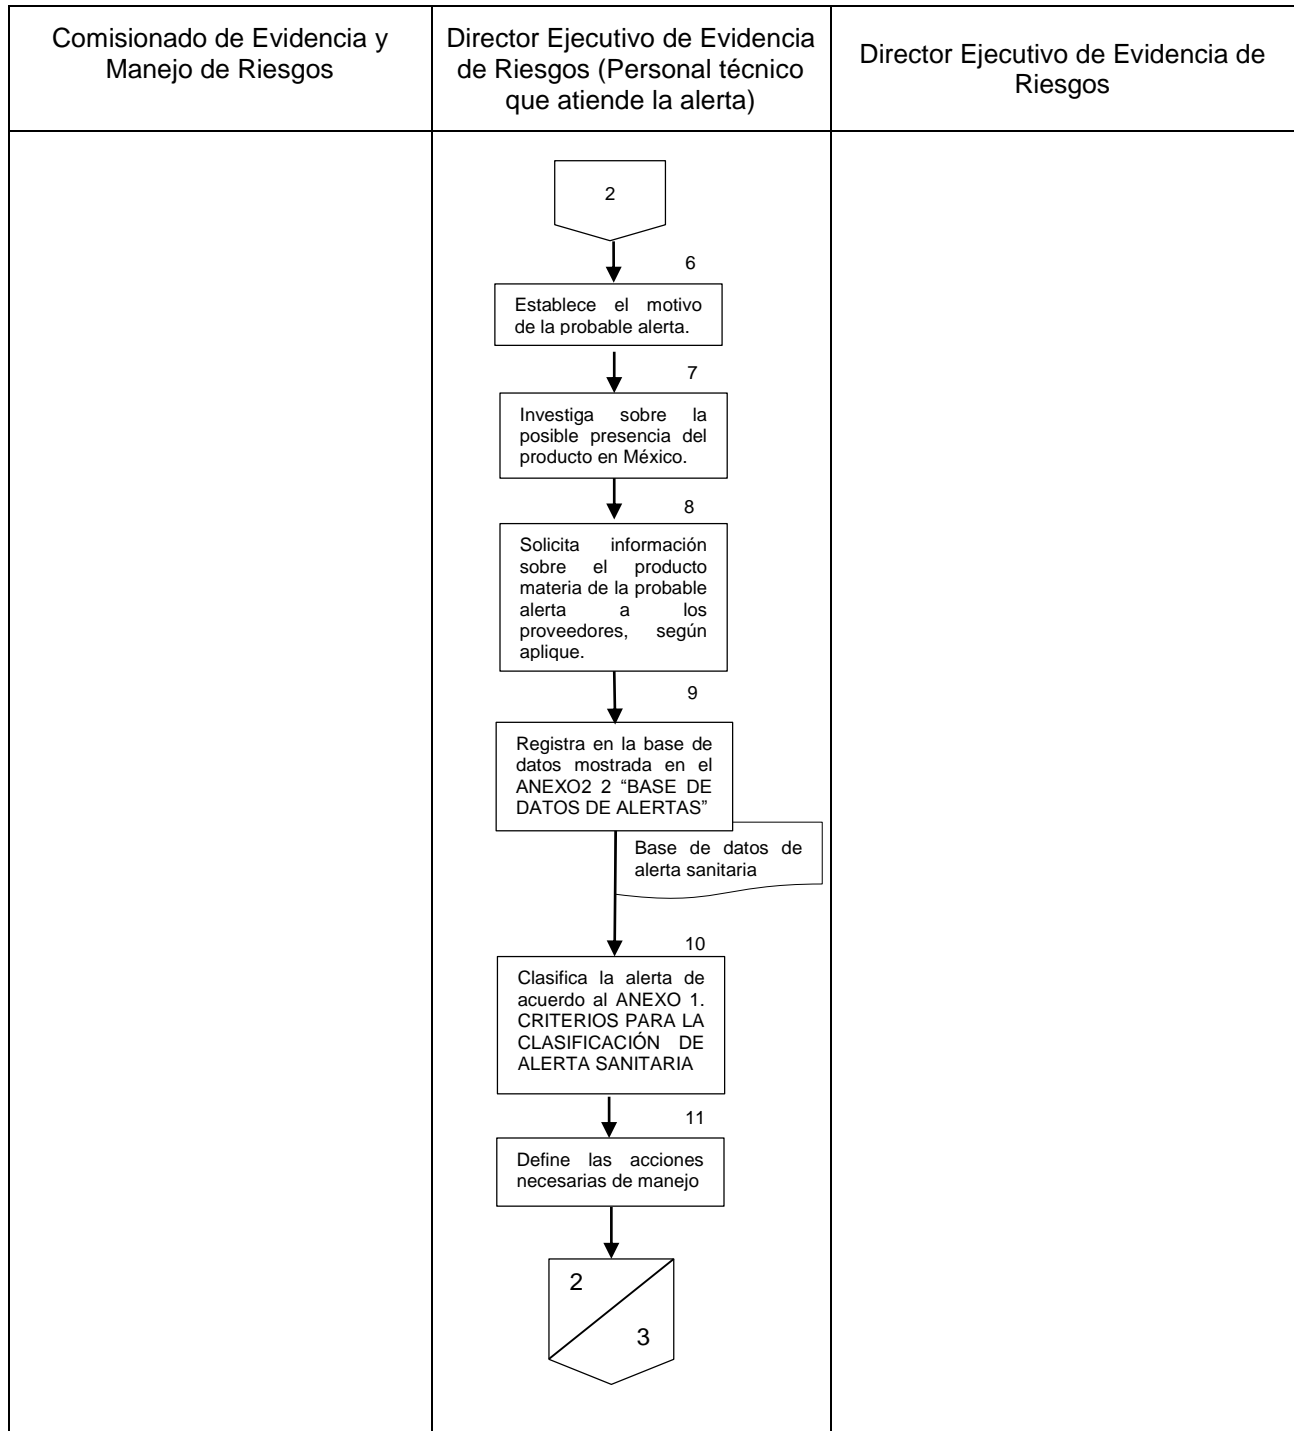 Comisionado de Evidencia y
Manejo de Riesgos
Director Ejecutivo de Evidencia
de Riesgos (Personal técnico
que atiende la alerta)
Director Ejecutivo de Evidencia de
Riesgos
2
6
Establece el motivo
de la probable alerta.
7
Investiga sobre la
posible presencia del
producto en México.
8
Solicita información
sobre el producto
materia de la probable
alerta a los
proveedores, según
aplique.
9
Registra en la base de
datos mostrada en el
ANEXO2 2 “BASE DE
DATOS DE ALERTAS”
Base de datos de
alerta sanitaria
10
Clasifica la alerta de
acuerdo al ANEXO 1.
CRITERIOS PARA LA
CLASIFICACIÓN DE
ALERTA SANITARIA
11
Define las acciones
necesarias de manejo
2
3